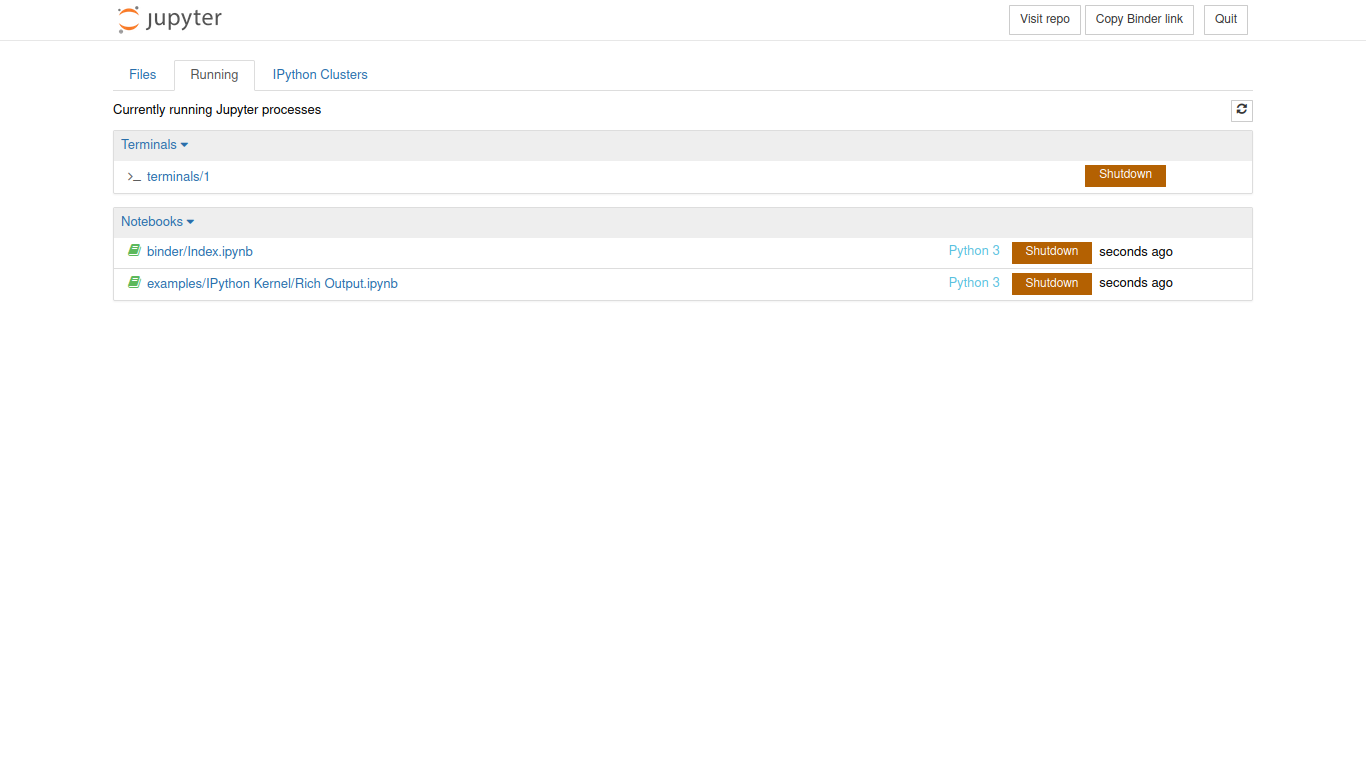 jupyter Visit repo Copy Binder link Quit
Files Running IPython Clusters
Currently running Jupyter processes
Terminals
terminals/1 Shutdown
Notebooks
binder/Index.ipynb Python 3 Shutdown seconds ago
examples/IPython Kernel/Rich Output.ipynb Python 3 Shutdown seconds ago